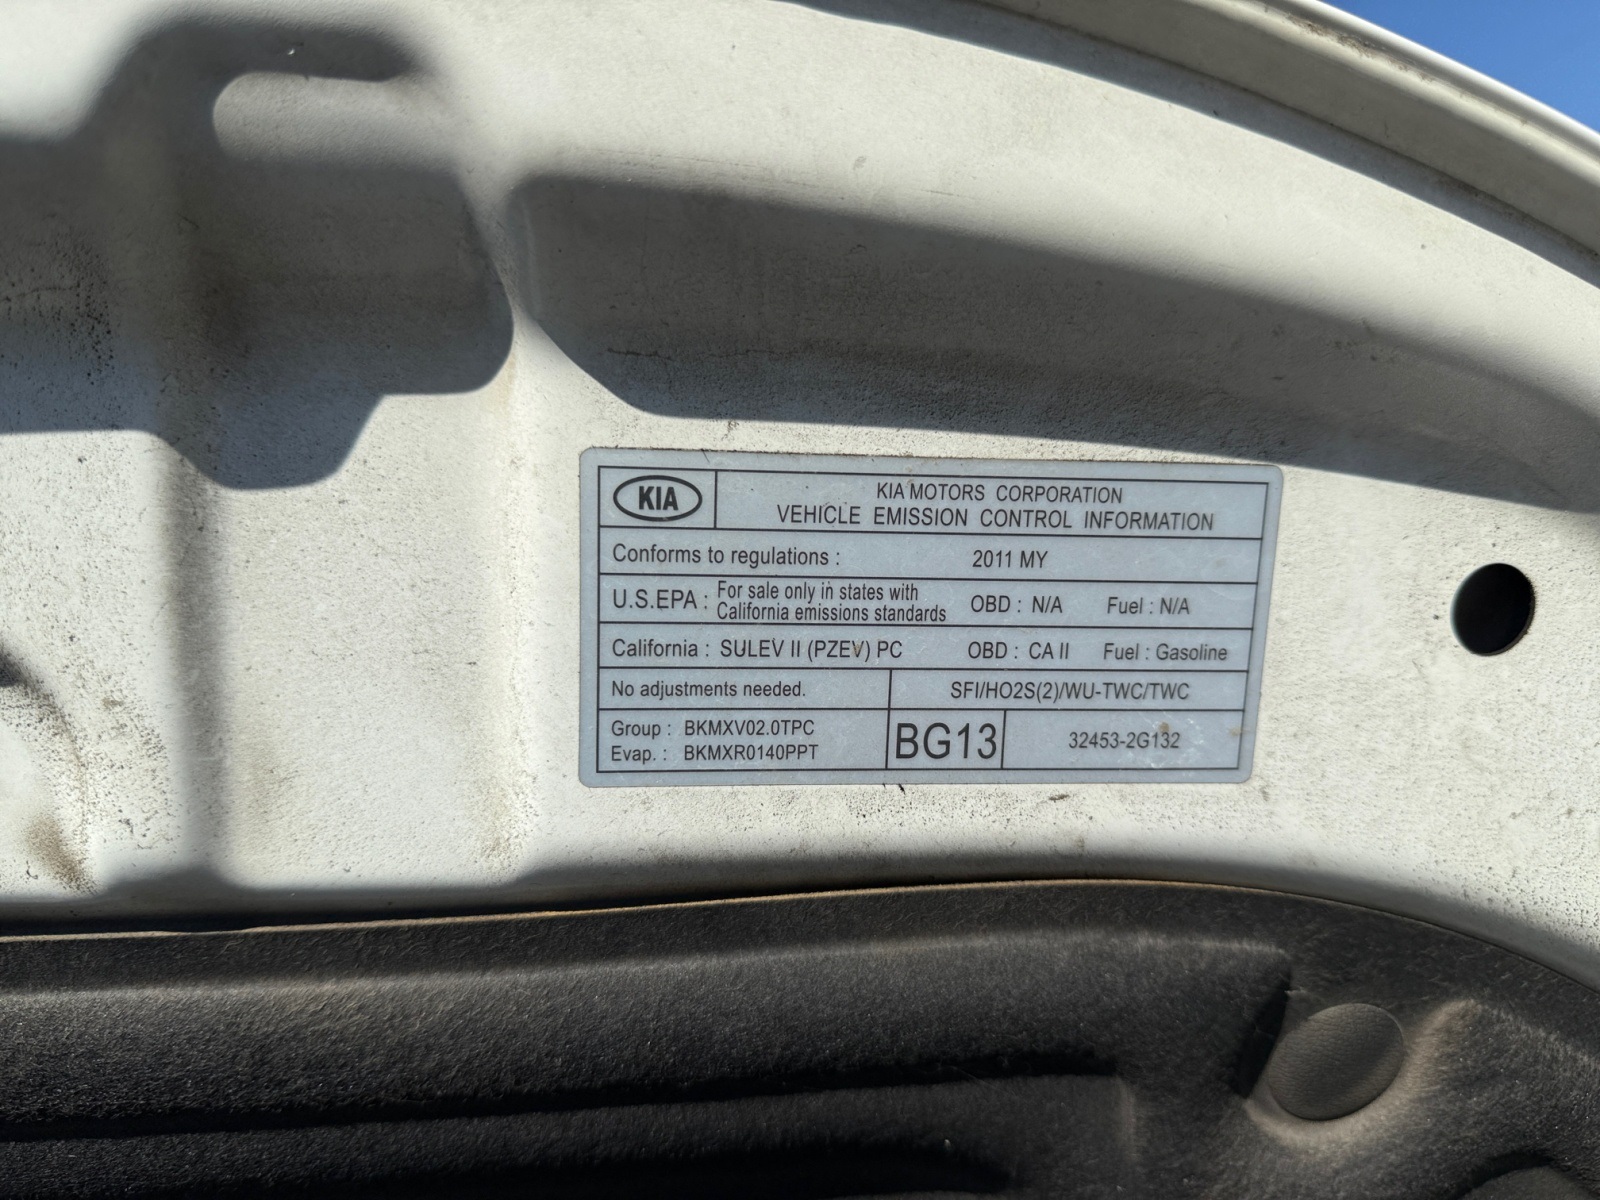 KIA
KIA MOTORS CORPORATION
VEHICLE EMISSION CONTROL INFORMATION
Conforms to regulations : 2011 MY
U.S.EPA : For sale only in states with
California emissions standards OBD : N/A Fuel : N/A
California : SULEV II (PZEV) PC OBD : CA II Fuel : Gasoline
No adjustments needed. SFI/HO2S(2)/WU-TWC/TWC
Group : BKMXV02.0TPC
Evap. : BKMXR0140PPT
BG13
32453-2G132